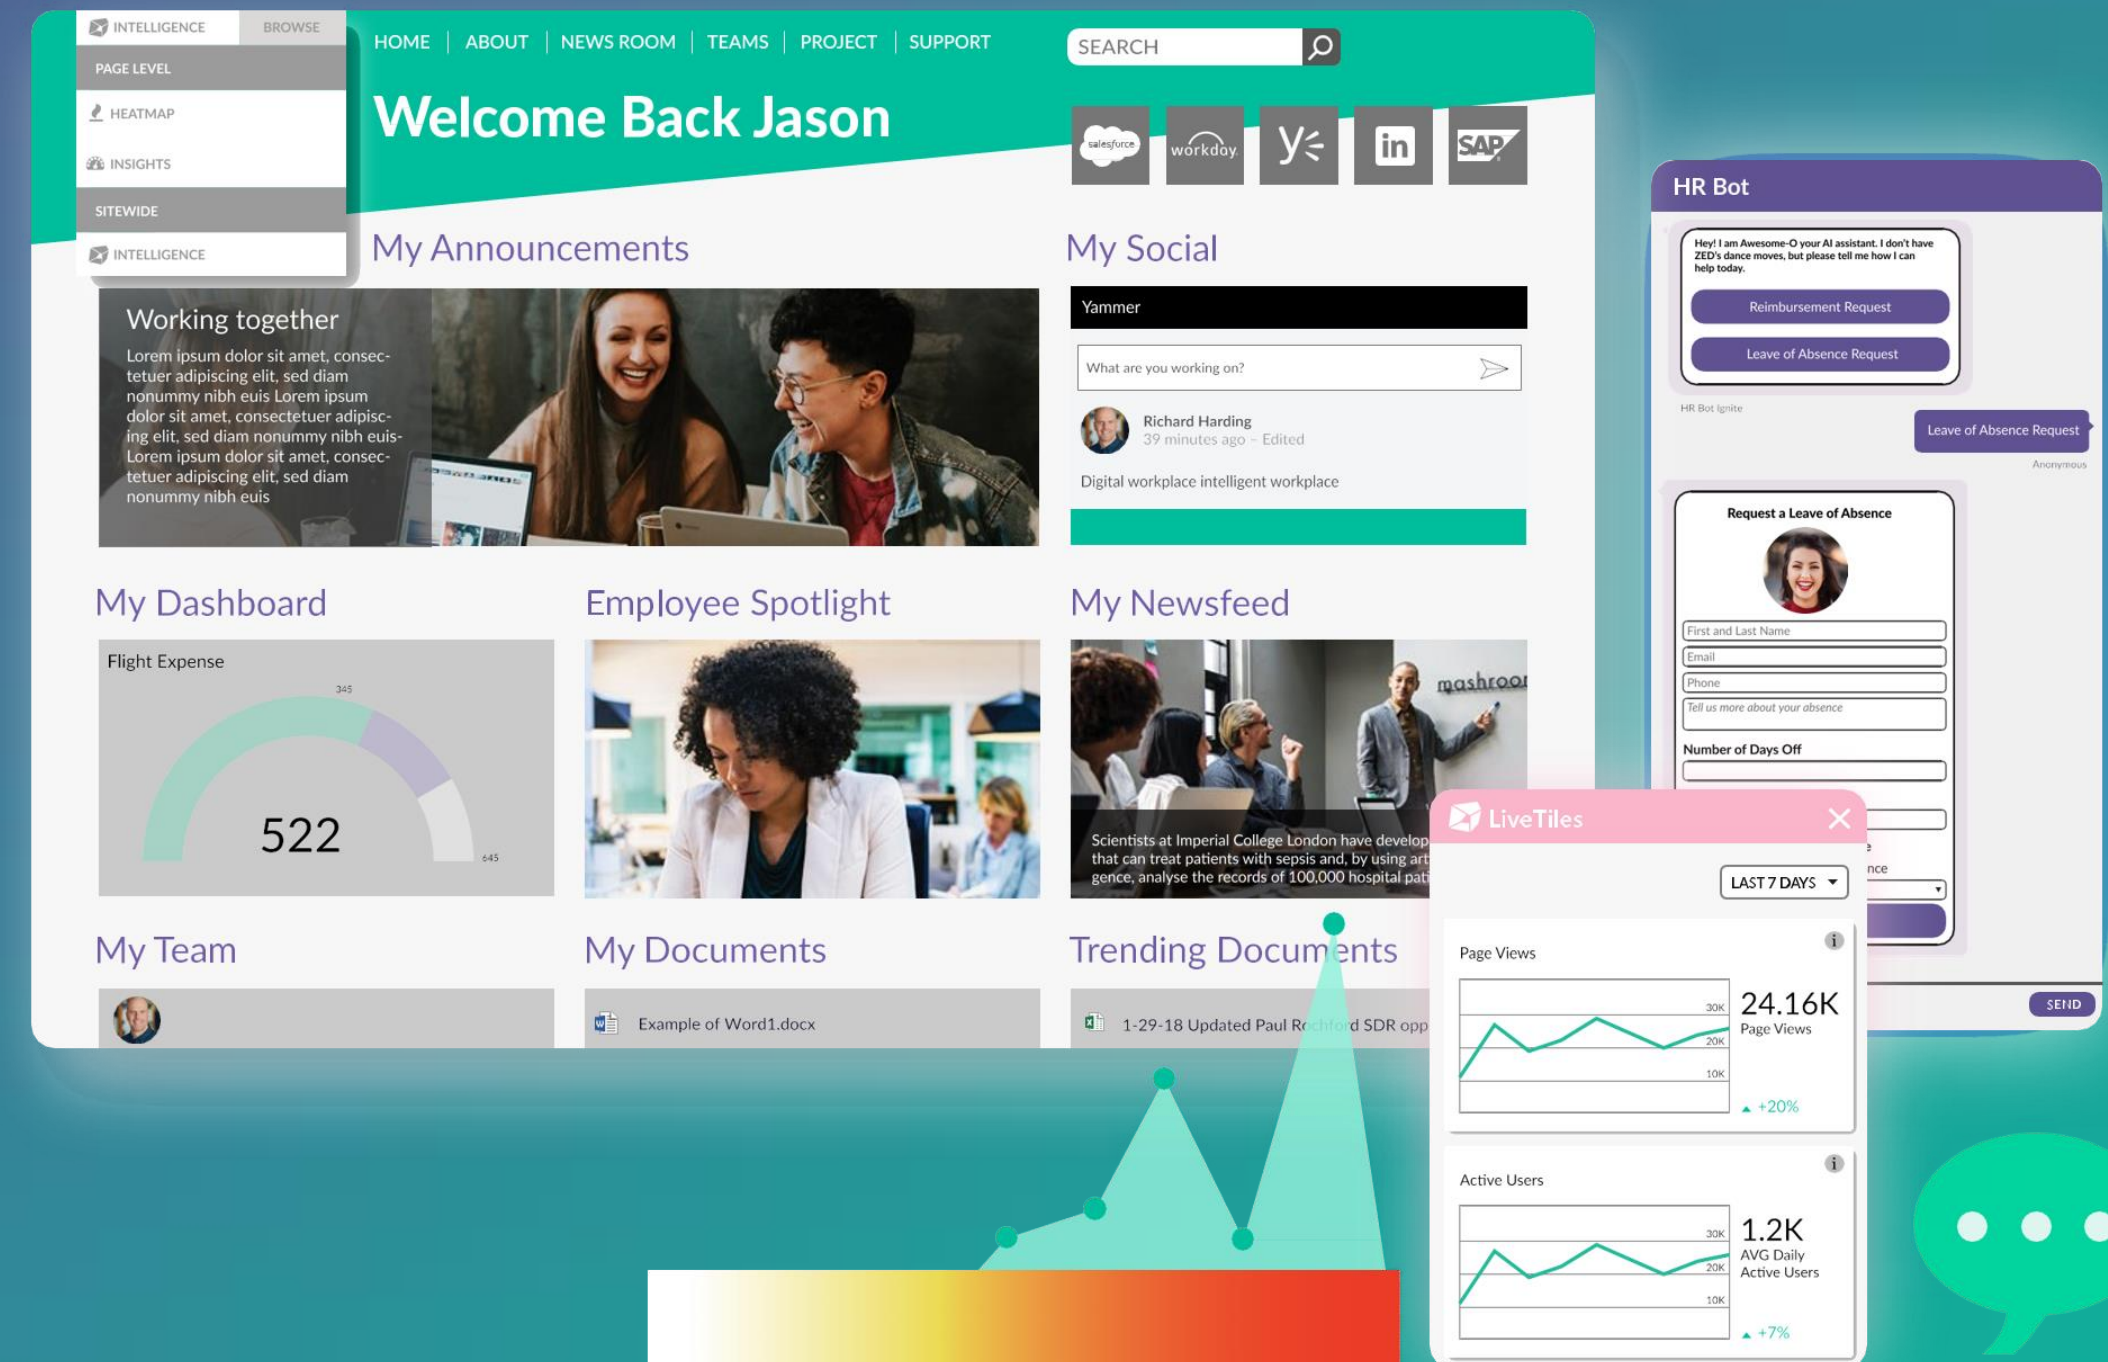 INTELLIGENCE
BROWSE
PAGE LEVEL
HEATMAP
INSIGHTS
SITEWIDE
INTELLIGENCE
HOME | ABOUT | NEWS ROOM | TEAMS | PROJECT | SUPPORT
SEARCH
Welcome Back Jason
salesforce
workday.
in
SAP
My Announcements
Working together
Lorem ipsum dolor sit amet, consec-
tetuer adipiscing elit, sed diam
nonummy nibh euis Lorem ipsum
dolor sit amet, consectetuer adipisc-
ing elit, sed diam nonummy nibh euis-
Lorem ipsum dolor sit amet, consec-
tetuer adipiscing elit, sed diam
nonummy nibh euis
My Social
Yammer
What are you working on?
Richard Harding
39 minutes ago – Edited
Digital workplace intelligent workplace
My Dashboard
Flight Expense
345
522
645
Employee Spotlight
My Newsfeed
mashroor
Scientists at Imperial College London have develop
that can treat patients with sepsis and, by using art
gence, analyse the records of 100,000 hospital pati
My Team
My Documents
Example of Word1.docx
Trending Documents
1-29-18 Updated Paul Rochford SDR opp
HR Bot
Hey! I am Awesome-O your AI assistant. I don't have
ZED's dance moves, but please tell me how I can
help today.
Reimbursement Request
Leave of Absence Request
HR Bot Ignite
Leave of Absence Request
Anonymous
Request a Leave of Absence
First and Last Name
Email
Phone
Tell us more about your absence
Number of Days Off
nce
SEND
LiveTiles
LAST 7 DAYS
Page Views
30K
20K
10K
24.16K
Page Views
+20%
Active Users
30K
20K
10K
1.2K
AVG Daily
Active Users
+7%